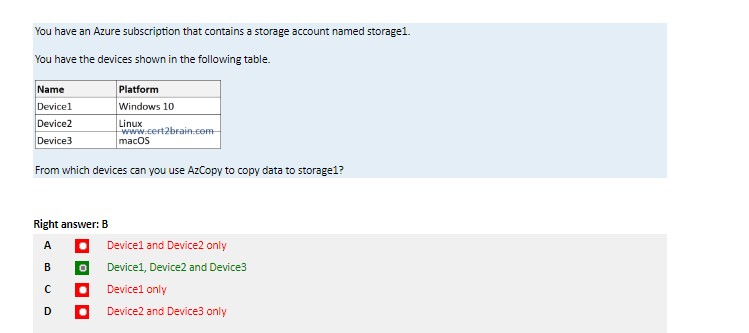 You have an Azure subscription that contains a storage account named storage1.
You have the devices shown in the following table.
Name Platform
Device1 Windows 10
Device2 Linux
www.cert2brain.com
Device3 macOS
From which devices can you use AzCopy to copy data to storage1?
Right answer: B
A Device1 and Device2 only
B Device1, Device2 and Device3
C Device1 only
D Device2 and Device3 only